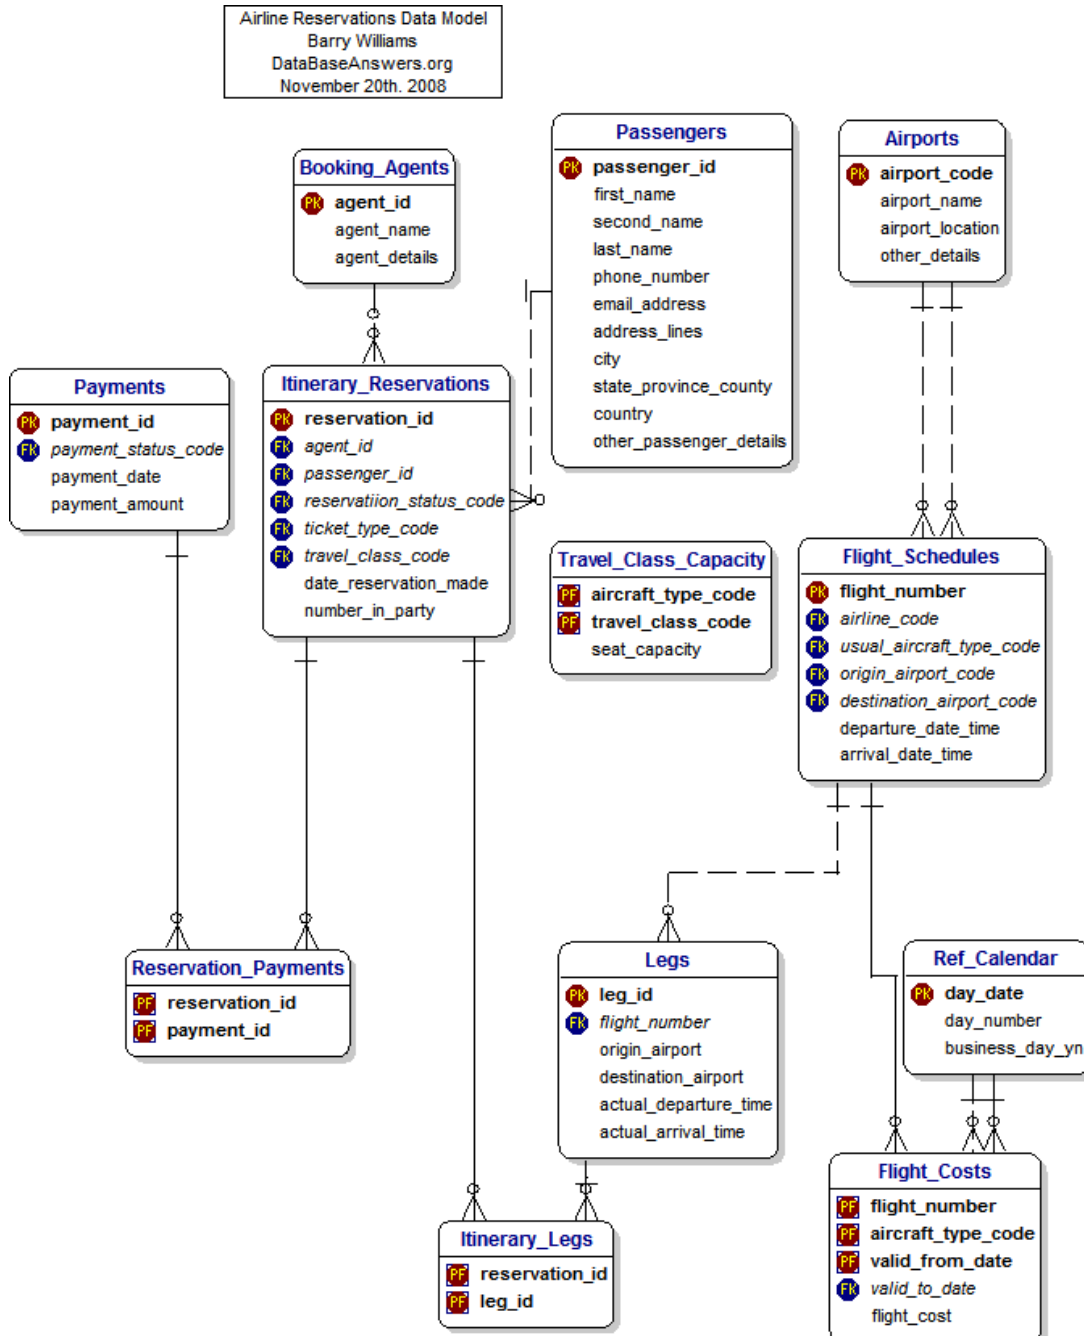 Airline Reservations Data Model
Barry Williams
DataBaseAnswers.org
November 20th. 2008
Passengers
PK passenger_id
first_name
second_name
last_name
phone_number
email_address
address_lines
city
state_province_county
country
other_passenger_details
Airports
PK airport_code
airport_name
airport_location
other_details
Booking_Agents
PK agent_id
agent_name
agent_details
Payments
PK payment_id
FK payment_status_code
payment_date
payment_amount
Itinerary_Reservations
PK reservation_id
FK agent_id
FK passenger_id
FK reservatiion_status_code
FK ticket_type_code
FK travel_class_code
date_reservation_made
number_in_party
Travel_Class_Capacity
PF aircraft_type_code
PF travel_class_code
seat_capacity
Flight_Schedules
PK flight_number
FK airline_code
FK usual_aircraft_type_code
FK origin_airport_code
FK destination_airport_code
departure_date_time
arrival_date_time
Reservation_Payments
PF reservation_id
PF payment_id
Legs
PK leg_id
FK flight_number
origin_airport
destination_airport
actual_departure_time
actual_arrival_time
Ref_Calendar
PK day_date
day_number
business_day_yn
Itinerary_Legs
PF reservation_id
PF leg_id
Flight_Costs
PF flight_number
PF aircraft_type_code
PF valid_from_date
FK valid_to_date
flight_cost